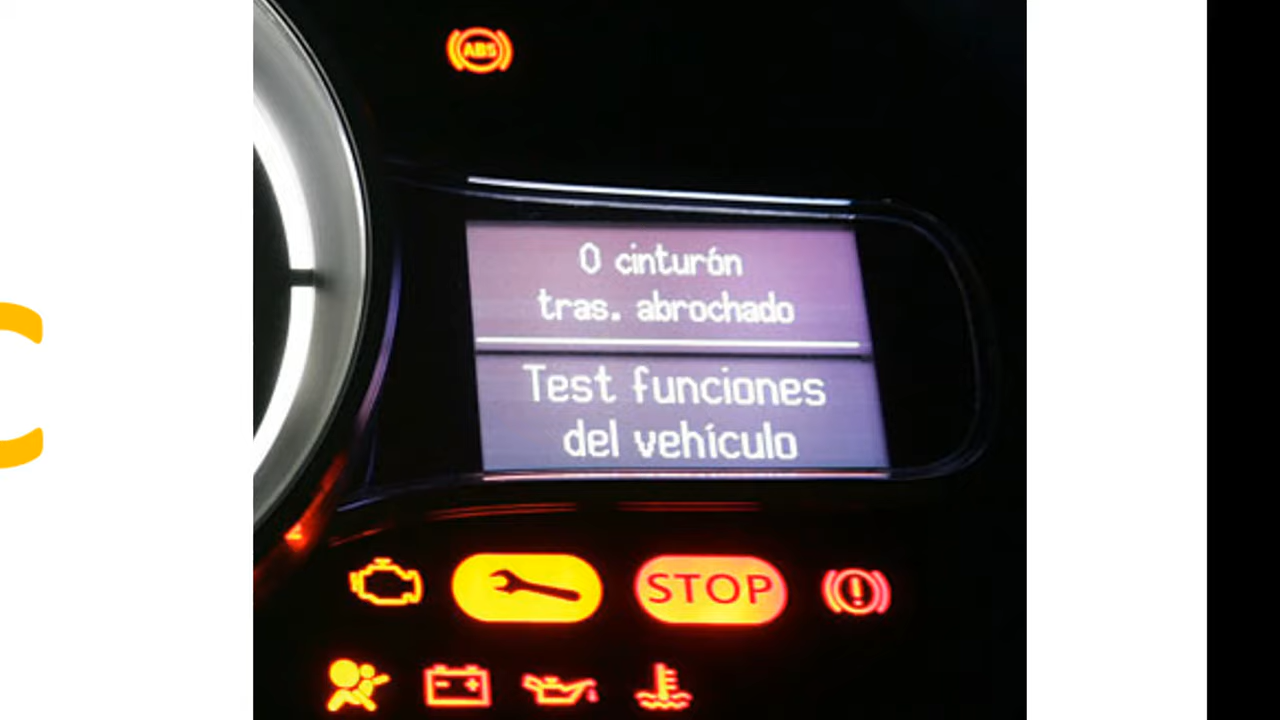 ABS
0 cinturón
tras. abrochado
Test funciones
del vehículo
STOP